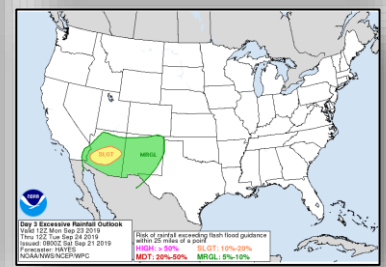 SLGT
MRGL
NOAA
Day 3 Excessive Rainfall Outlook
Valid 12Z Mon Sep 23 2019
Thru 12Z Tue Sep 24 2019
Issued: 0800Z Sat Sep 21 2019
Forecaster: HAYES
NOAA/NWS/NCEP/WPC
Risk of rainfall exceeding flash flood guidance
within 25 miles of a point
HIGH: > 50% SLGT: 10%-20%
MDT: 20%-50% MRGL: 5%-10%